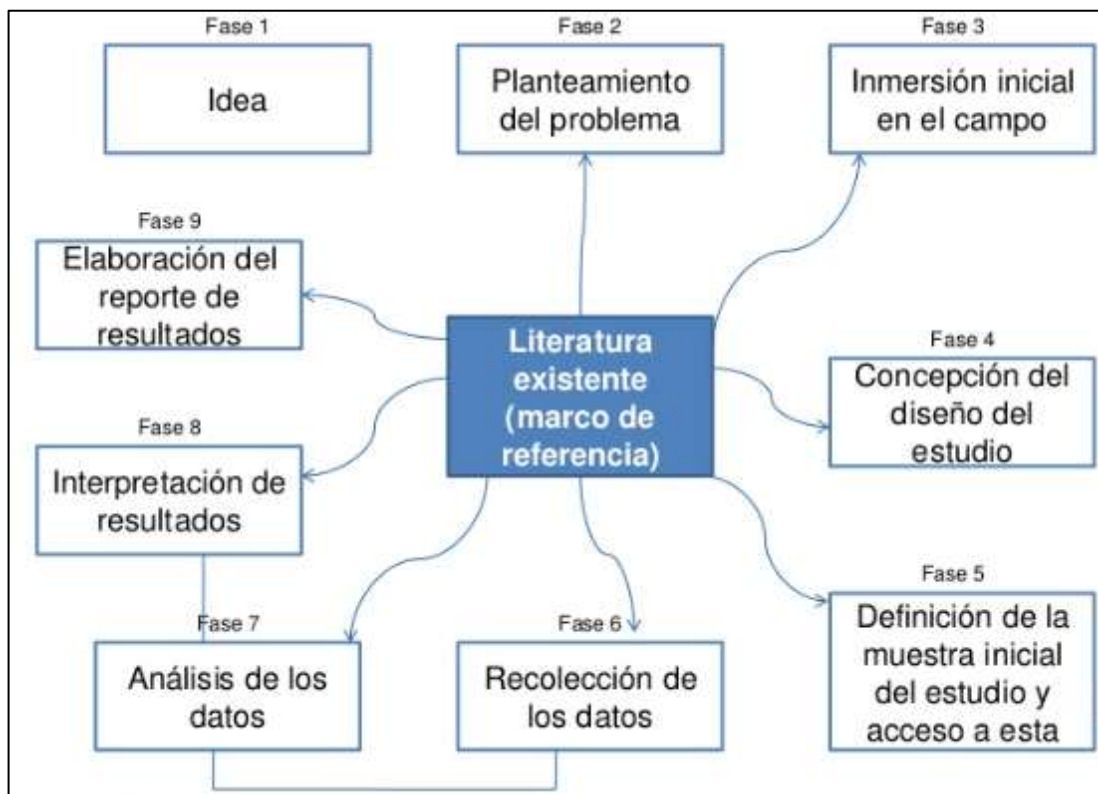 Fase 1
Idea
Fase 2
Planteamiento
del problema
Fase 3
Inmersión inicial
en el campo
Fase 9
Elaboración del
reporte de
resultados
Literatura
existente
(marco de
referencia)
Fase 4
Concepción del
diseño del
estudio
Fase 8
Interpretación de
resultados
Fase 5
Definición de la
muestra inicial
del estudio y
acceso a esta
Fase 7
Análisis de los
datos
Fase 6
Recolección de
los datos